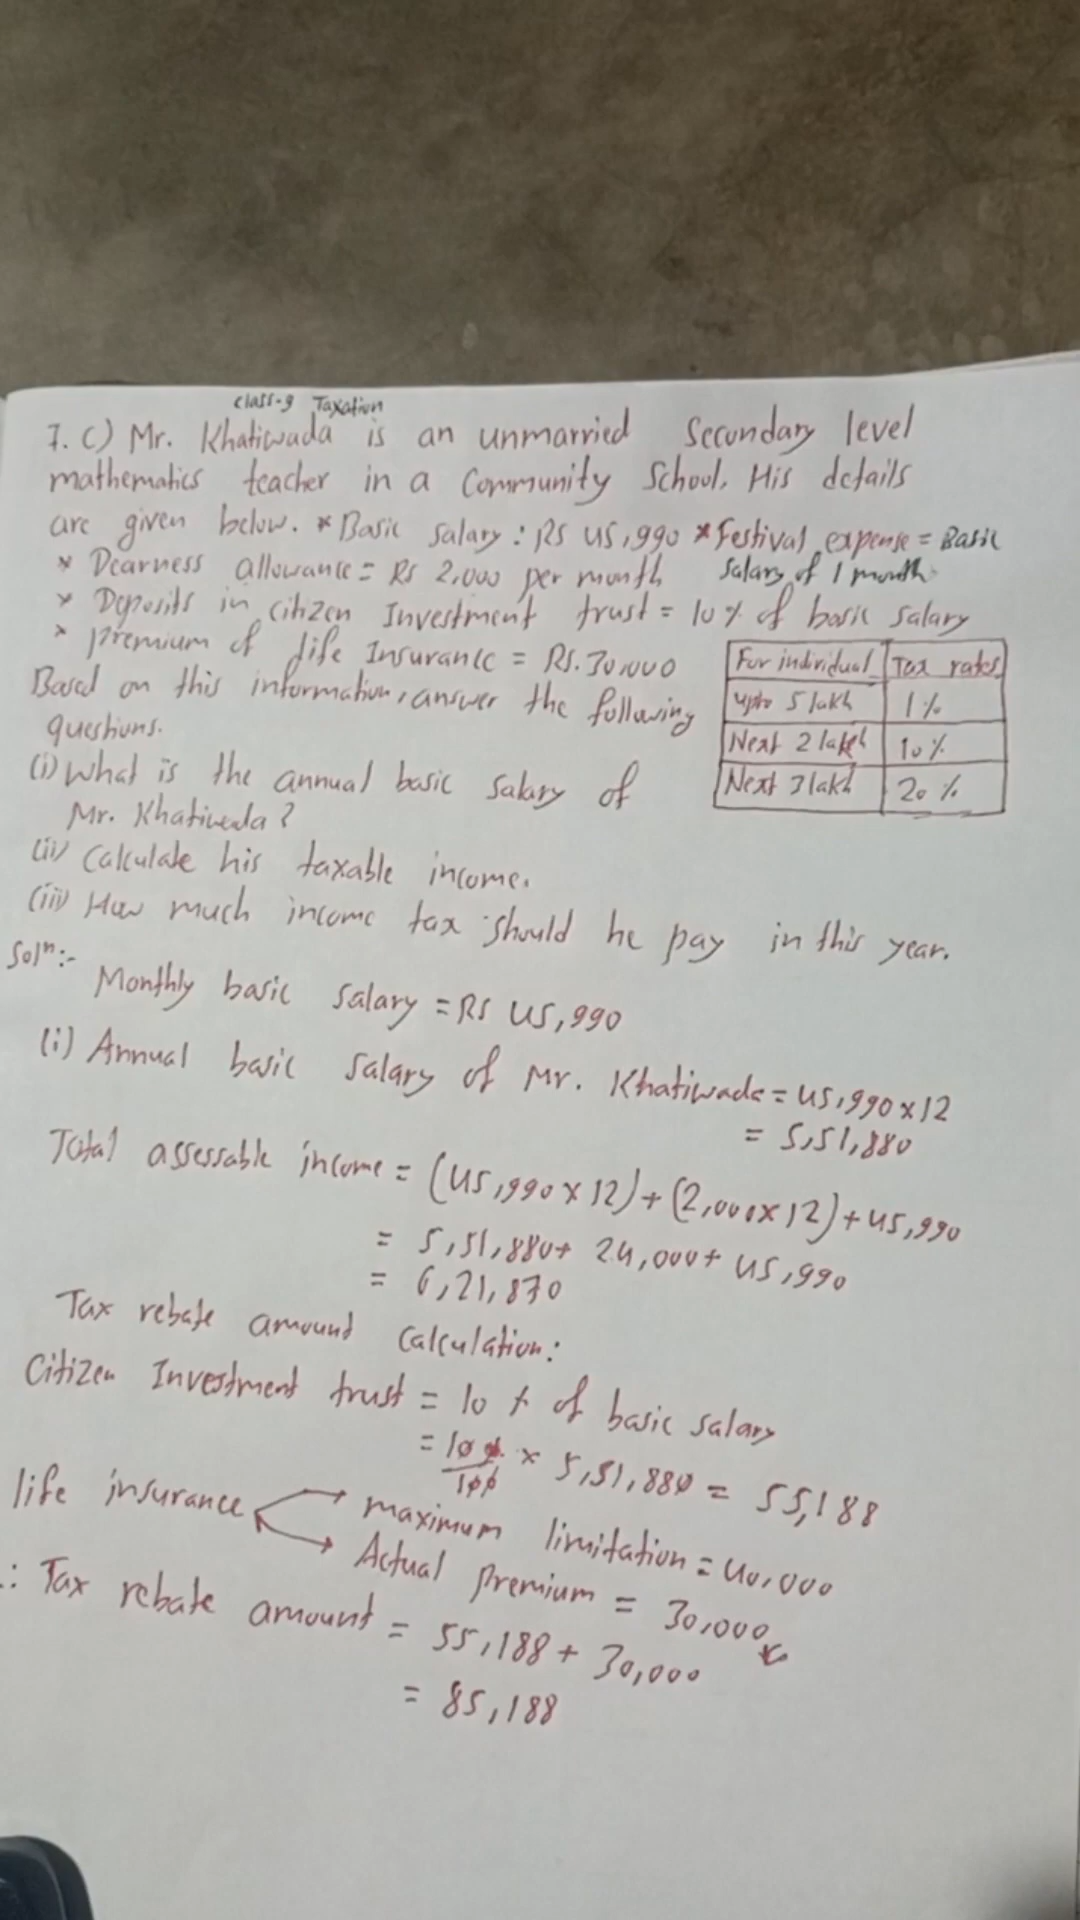 class-9 Taxation
7. C) Mr. Khatiwada is an unmarried Secondary level
mathematics teacher in a Community School. His details
are given below. * Basic salary: Rs 45,990 * Festival expense = Basic
salary of 1 month
* Dearness allowance = Rs 2,000 per month
* Deposits in citizen Investment trust = 10% of basic salary
* premium of life Insurance = Rs. 30,000
For individual Tax rates
upto 5 lakh 1%
Next 2 lakh 10%
Next 3 lakh 20%
Based on this information, answer the following
questions.
(i) What is the annual basic salary of
Mr. Khatiwada?
(ii) Calculate his taxable income.
(iii) How much income tax should he pay in this year.
Solⁿ:-
Monthly basic salary = Rs 45,990
(i) Annual basic salary of Mr. Khatiwada = 45,990 x 12
= 5,51,880
Total assessable income = (45,990 x 12) + (2,000 x 12) + 45,990
= 5,51,880 + 24,000 + 45,990
= 6,21,870
Tax rebate amount Calculation:
Citizen Investment trust = 10 % of basic salary
= 10/100 x 5,51,880 = 55,188
life insurance → maximum limitation = 40,000
→ Actual premium = 30,000
∴ Tax rebate amount = 55,188 + 30,000
= 85,188